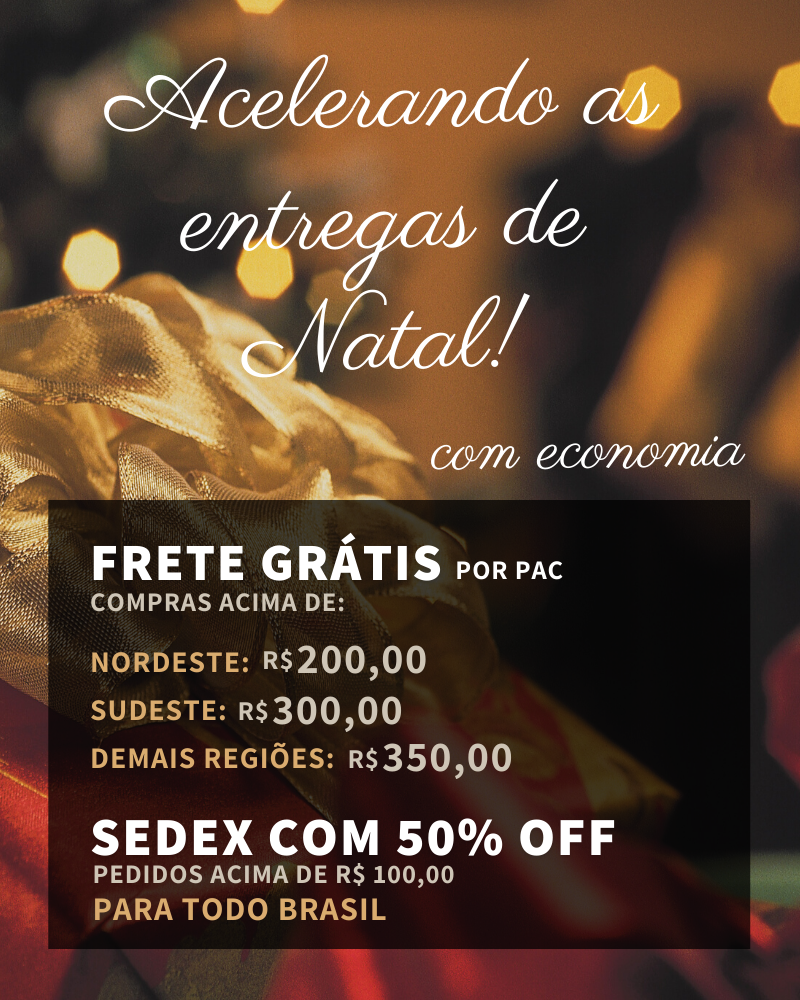 Acelerando as
entregas de
Natal!
com economia
FRETE GRÁTIS POR PAC
COMPRAS ACIMA DE:
NORDESTE: R$200,00
SUDESTE: R$300,00
DEMAIS REGIÕES: R$350,00
SEDEX COM 50% OFF
PEDIDOS ACIMA DE R$ 100,00
PARA TODO BRASIL